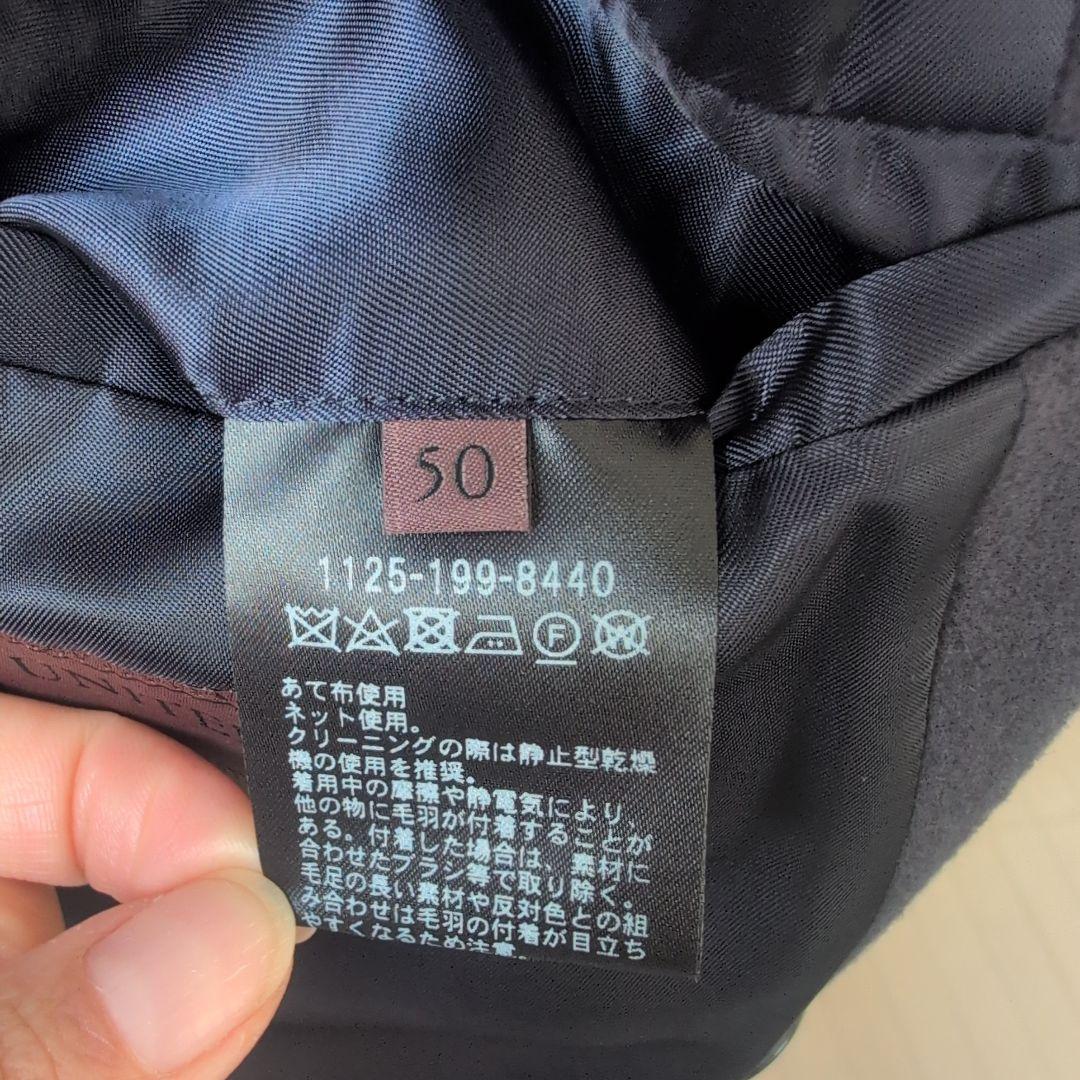 50
1125-199-8440
あて布使用
ネット使用。
クリーニングの際は静止型乾燥
機の使用を推奨。
着用中の摩擦や静電気により、
他の物に毛羽が付着することが
ある。付着した場合は、素材に
合わせたブラシ等で取り除く。
毛足の長い素材や反対色との組
み合わせは毛羽の付着が目立ち
やすくなるため注意。